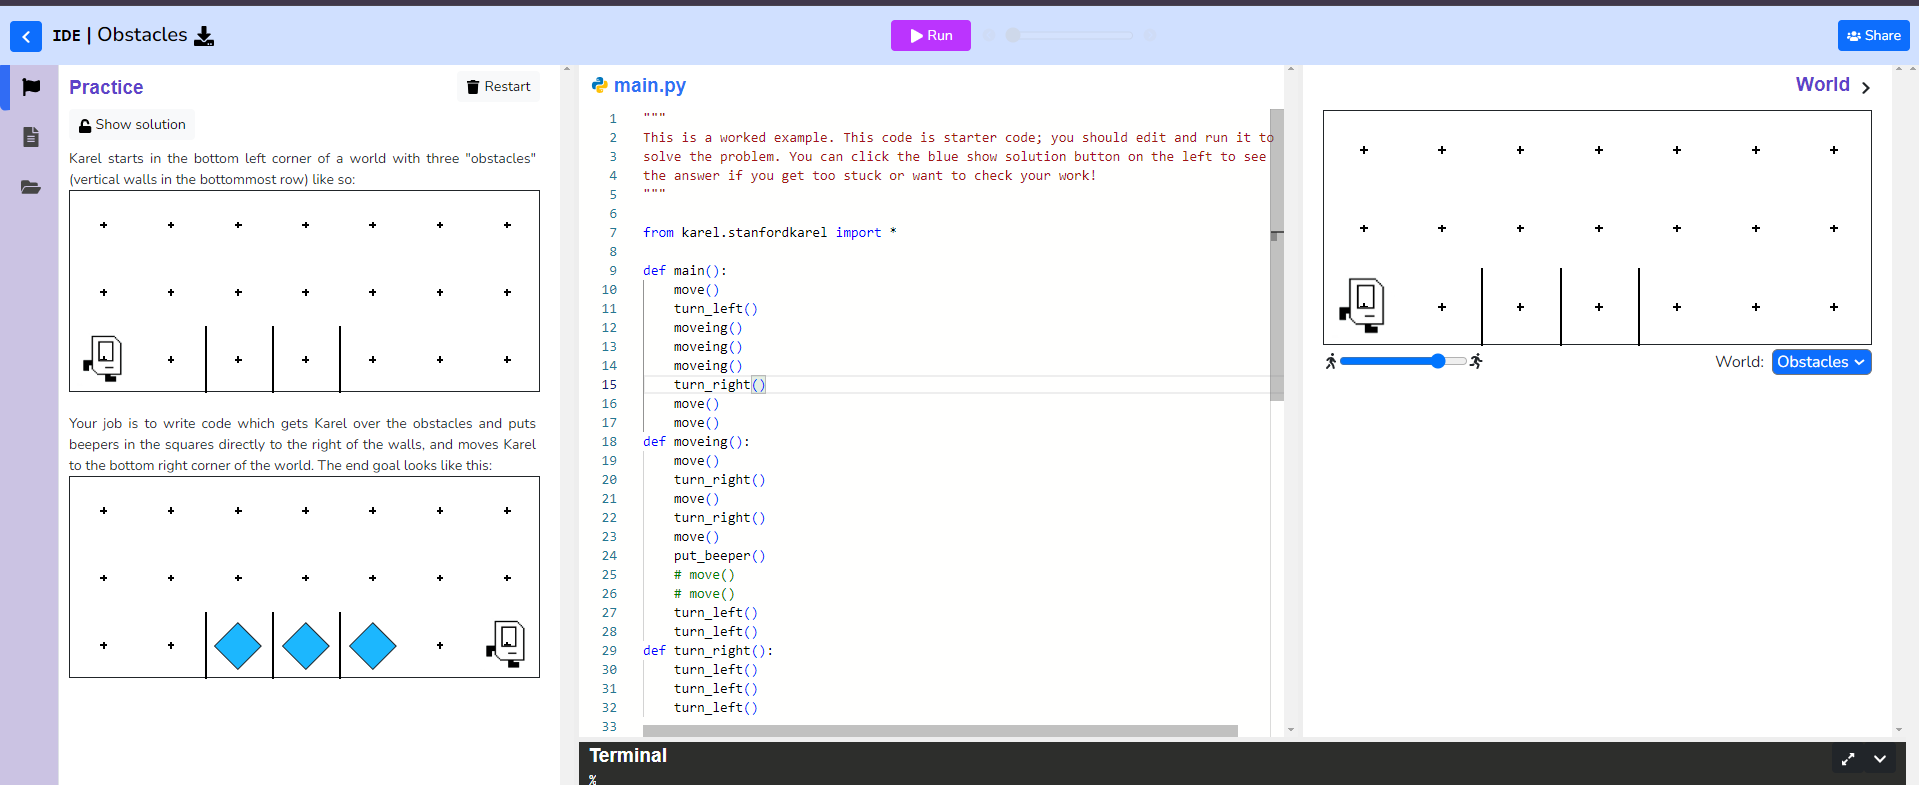 IDE | Obstacles
Run
Share
Practice
Restart
Show solution
Karel starts in the bottom left corner of a world with three "obstacles"
(vertical walls in the bottommost row) like so:
Your job is to write code which gets Karel over the obstacles and puts
beepers in the squares directly to the right of the walls, and moves Karel
to the bottom right corner of the world. The end goal looks like this:
main.py
1 """
2 This is a worked example. This code is starter code; you should edit and run it to
3 solve the problem. You can click the blue show solution button on the left to see
4 the answer if you get too stuck or want to check your work!
5 """
6
7 from karel.stanfordkarel import *
8
9 def main():
10 move()
11 turn_left()
12 moveing()
13 moveing()
14 moveing()
15 turn_right()
16 move()
17 move()
18 def moveing():
19 move()
20 turn_right()
21 move()
22 turn_right()
23 move()
24 put_beeper()
25 # move()
26 # move()
27 turn_left()
28 turn_left()
29 def turn_right():
30 turn_left()
31 turn_left()
32 turn_left()
33
Terminal
%
World
World: Obstacles